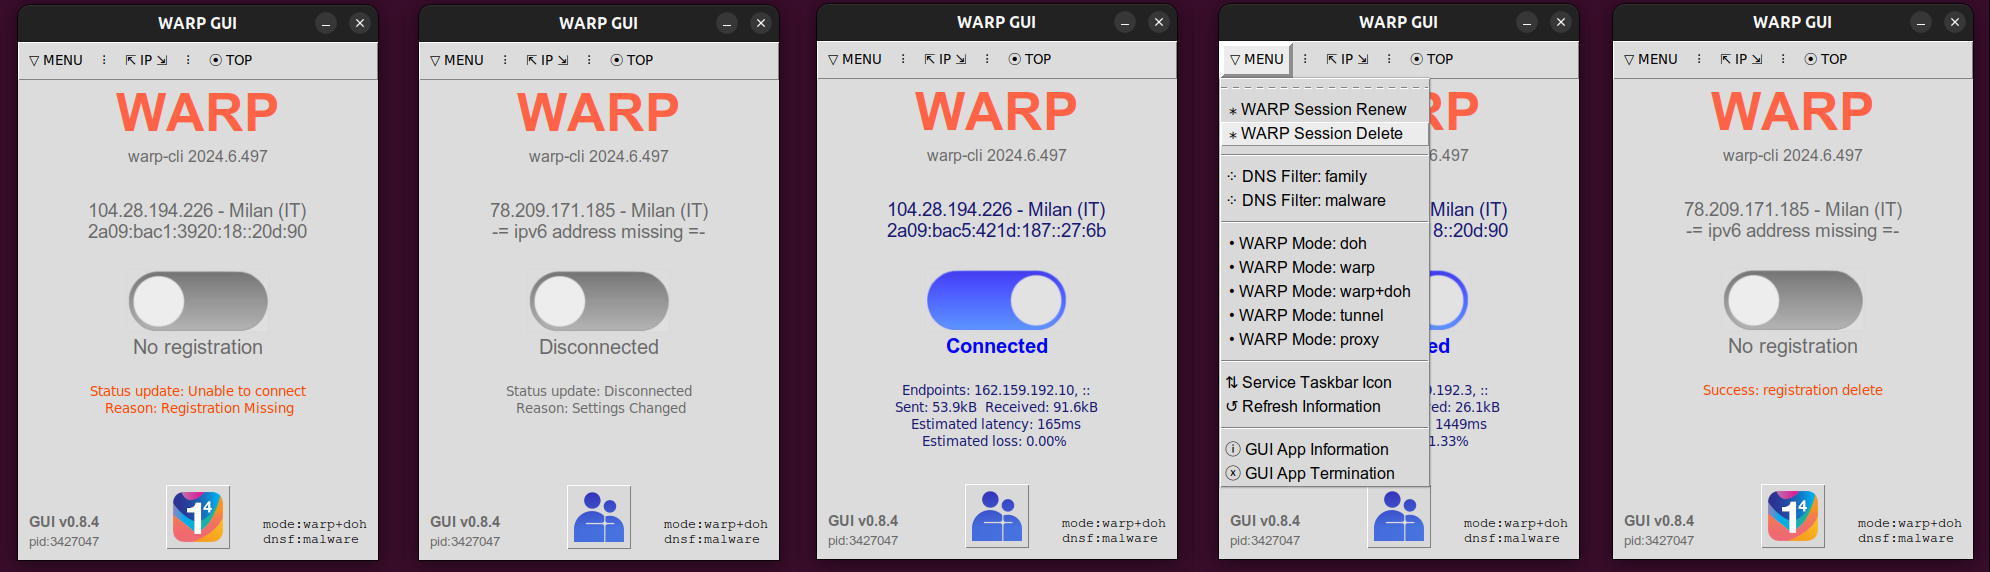 WARP GUI
▽ MENU ⋮ ⇱ IP ⇲ ⋮ ⦿ TOP
WARP
warp-cli 2024.6.497
104.28.194.226 - Milan (IT)
2a09:bac1:3920:18::20d:90
No registration
Status update: Unable to connect
Reason: Registration Missing
GUI v0.8.4
pid:3427047
1⁴
mode:warp+doh
dnsf:malware
WARP GUI
▽ MENU ⋮ ⇱ IP ⇲ ⋮ ⦿ TOP
WARP
warp-cli 2024.6.497
78.209.171.185 - Milan (IT)
-= ipv6 address missing =-
Disconnected
Status update: Disconnected
Reason: Settings Changed
GUI v0.8.4
pid:3427047
mode:warp+doh
dnsf:malware
WARP GUI
▽ MENU ⋮ ⇱ IP ⇲ ⋮ ⦿ TOP
WARP
warp-cli 2024.6.497
104.28.194.226 - Milan (IT)
2a09:bac5:421d:187::27:6b
Connected
Endpoints: 162.159.192.10, ::
Sent: 53.9kB Received: 91.6kB
Estimated latency: 165ms
Estimated loss: 0.00%
GUI v0.8.4
pid:3427047
mode:warp+doh
dnsf:malware
WARP GUI
▽ MENU ⋮ ⇱ IP ⇲ ⋮ ⦿ TOP
⁎ WARP Session Renew
⁎ WARP Session Delete
⁘ DNS Filter: family
⁘ DNS Filter: malware
• WARP Mode: doh
• WARP Mode: warp
• WARP Mode: warp+doh
• WARP Mode: tunnel
• WARP Mode: proxy
⇅ Service Taskbar Icon
↺ Refresh Information
ⓘ GUI App Information
ⓧ GUI App Termination
RP
6.497
Milan (IT)
8::20d:90
ed
.192.3, ::
ed: 26.1kB
1449ms
1.33%
GUI v0.8.4
pid:3427047
mode:warp+doh
dnsf:malware
WARP GUI
▽ MENU ⋮ ⇱ IP ⇲ ⋮ ⦿ TOP
WARP
warp-cli 2024.6.497
78.209.171.185 - Milan (IT)
-= ipv6 address missing =-
No registration
Success: registration delete
GUI v0.8.4
pid:3427047
1⁴
mode:warp+doh
dnsf:malware